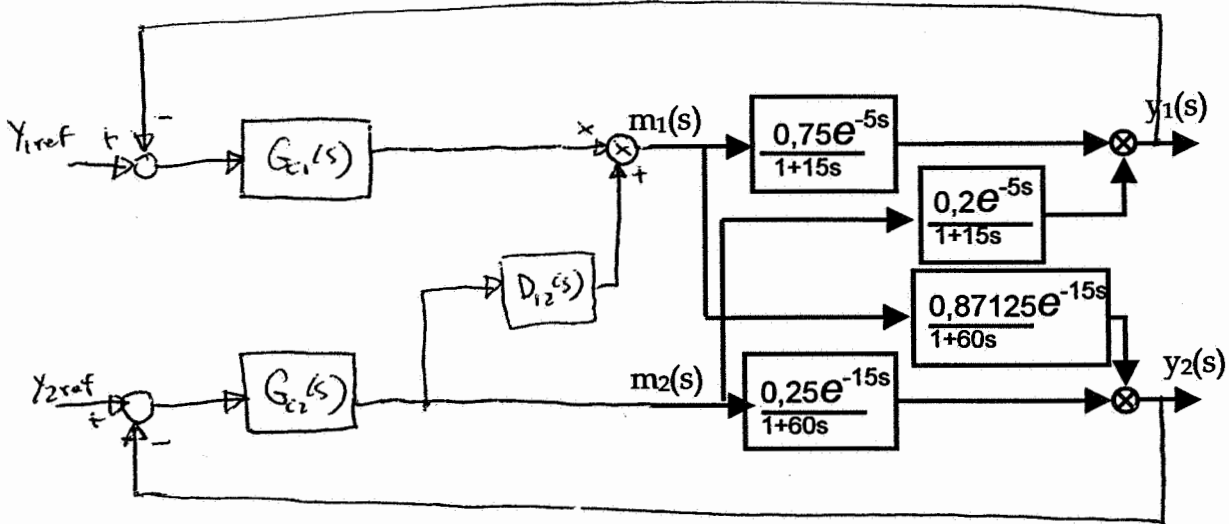 Y1ref + − Gc1(s) × × + m1(s) 0,75e^-5s / 1+15s y1(s)
0,2e^-5s / 1+15s
D12(s)
0,87125e^-15s / 1+60s
Y2ref + − Gc2(s) m2(s) 0,25e^-15s / 1+60s y2(s)